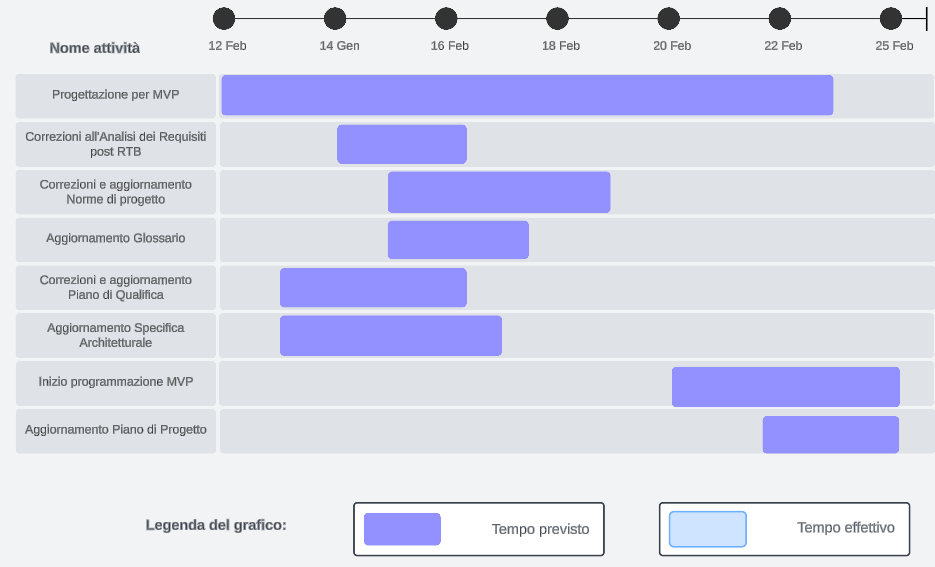 12 Feb
14 Gen
16 Feb
18 Feb
20 Feb
22 Feb
25 Feb
Nome attività
Progettazione per MVP
Correzioni all'Analisi dei Requisiti
post RTB
Correzioni e aggiornamento
Norme di progetto
Aggiornamento Glossario
Correzioni e aggiornamento
Piano di Qualifica
Aggiornamento Specifica
Architetturale
Inizio programmazione MVP
Aggiornamento Piano di Progetto
Legenda del grafico:
Tempo previsto
Tempo effettivo